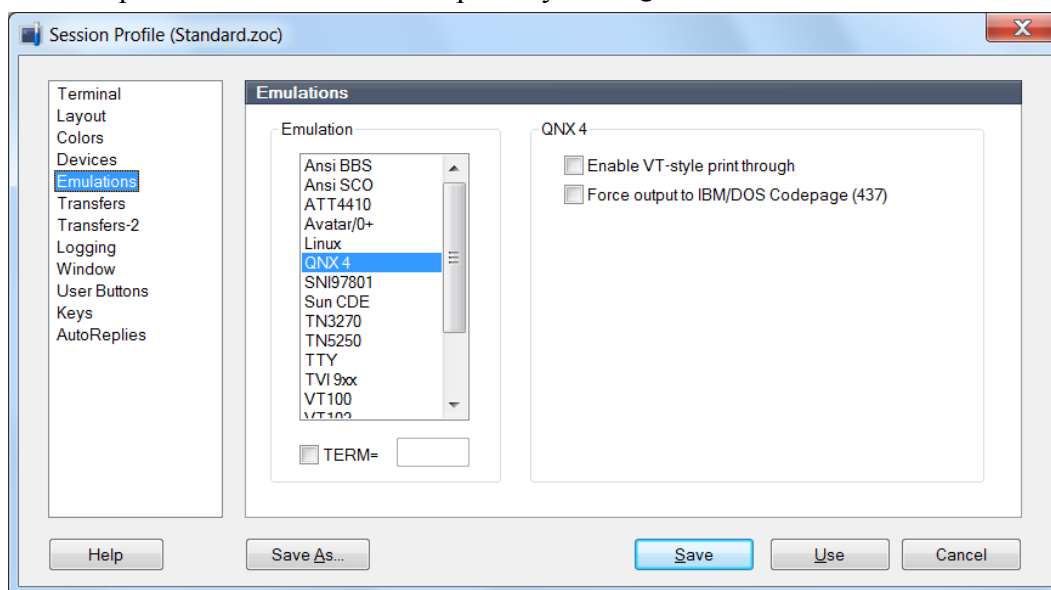 Session Profile (Standard.zoc)
Terminal
Layout
Colors
Devices
Emulations
Transfers
Transfers-2
Logging
Window
User Buttons
Keys
AutoReplies
Emulations
Emulation
Ansi BBS
Ansi SCO
ATT4410
Avatar/0+
Linux
QNX 4
SNI97801
Sun CDE
TN3270
TN5250
TTY
TVI 9xx
VT100
VT102
TERM=
QNX 4
Enable VT-style print through
Force output to IBM/DOS Codepage (437)
Help
Save As...
Save
Use
Cancel